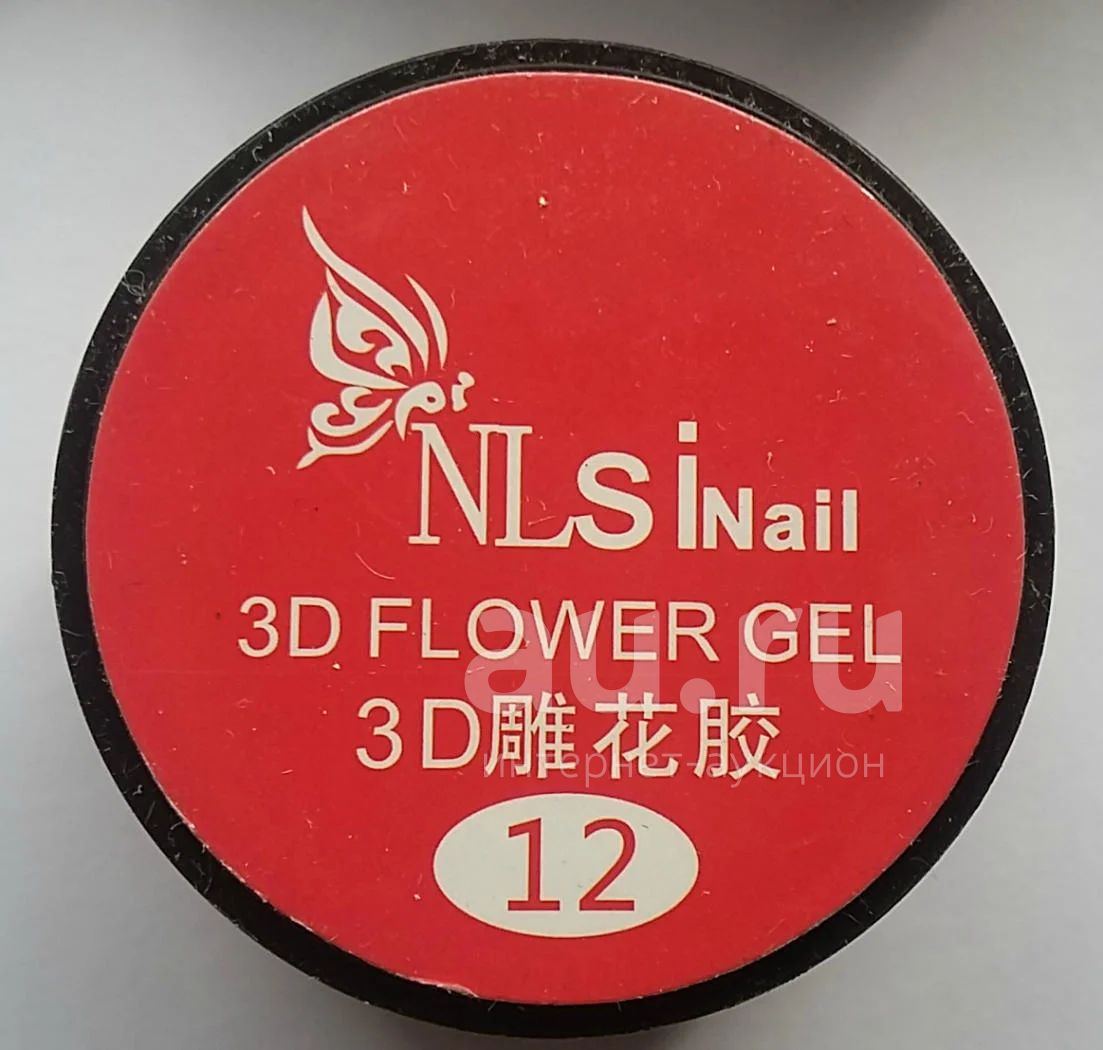 NLS iNail
3D FLOWER GEL
au.ru
3D雕花胶
интернет-аукцион
12